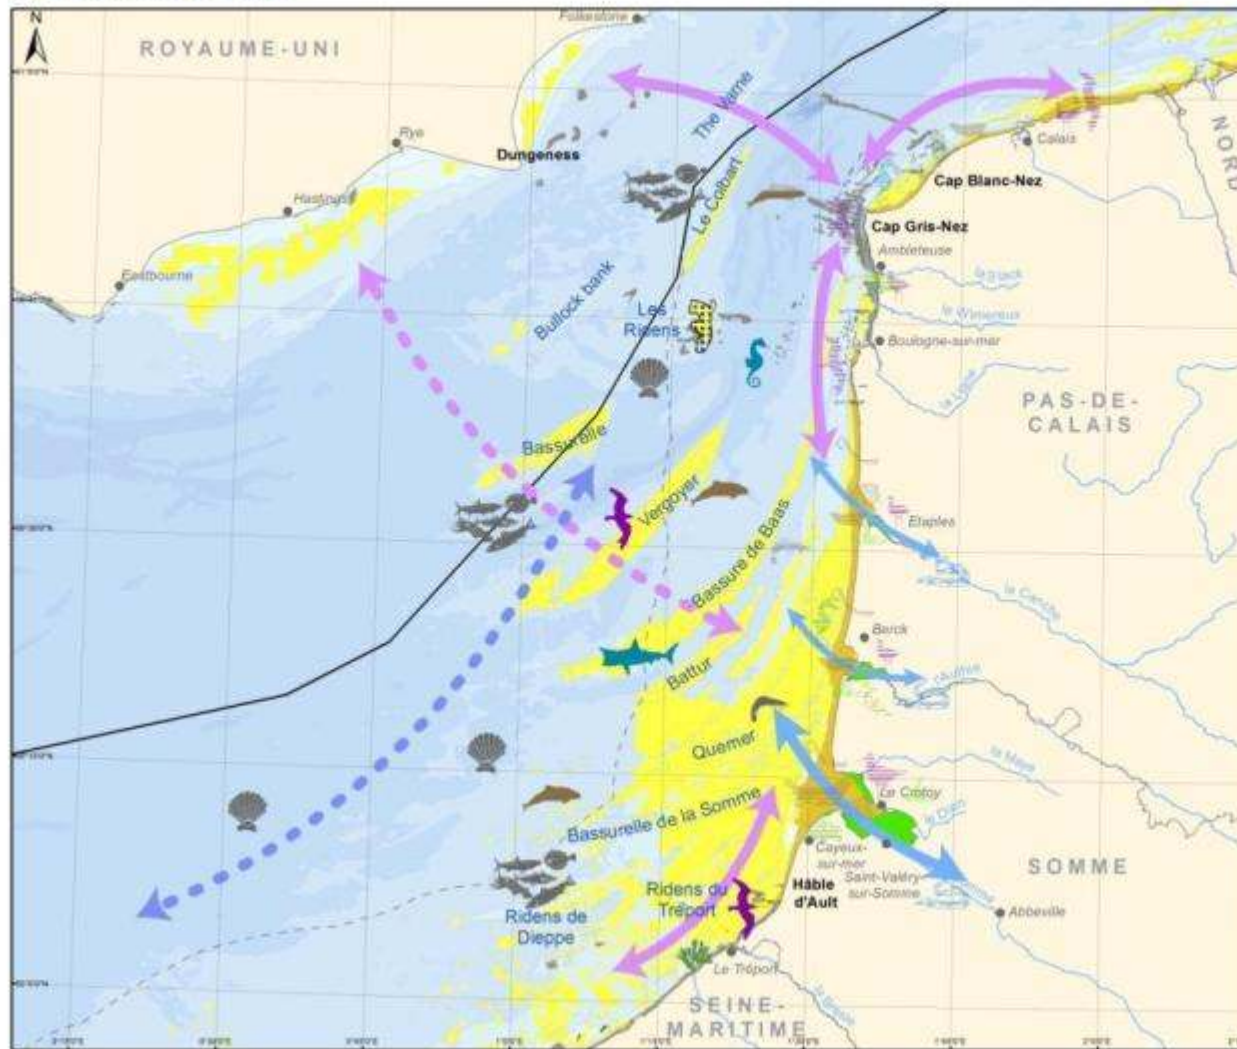 N
Folkestone
ROYAUME-UNI
The Varne
Rye
Dungeness
Calais
NORD
Le Colbart
Cap Blanc-Nez
Hastings
Cap Gris-Nez
Ambleteuse
Eastbourne
la Slack
Bullock bank
Les
Ridens
le Wimereux
Boulogne-sur-mer
la Liane
PAS-DE-
CALAIS
Bassurelle
Vergoyer
Etaples
Bassure de Baas
la Canche
Berck
Battur
l'Authie
Quemer
la Maye
Le Crotoy
le Dien
Bassurelle de la Somme
Cayeux-
sur-mer
Saint-Valéry
sur-Somme
SOMME
Ridens du
Tréport
Hâble
d'Ault
Ridens de
Dieppe
Abbeville
Le Tréport
la Bresle
SEINE-
MARITIME